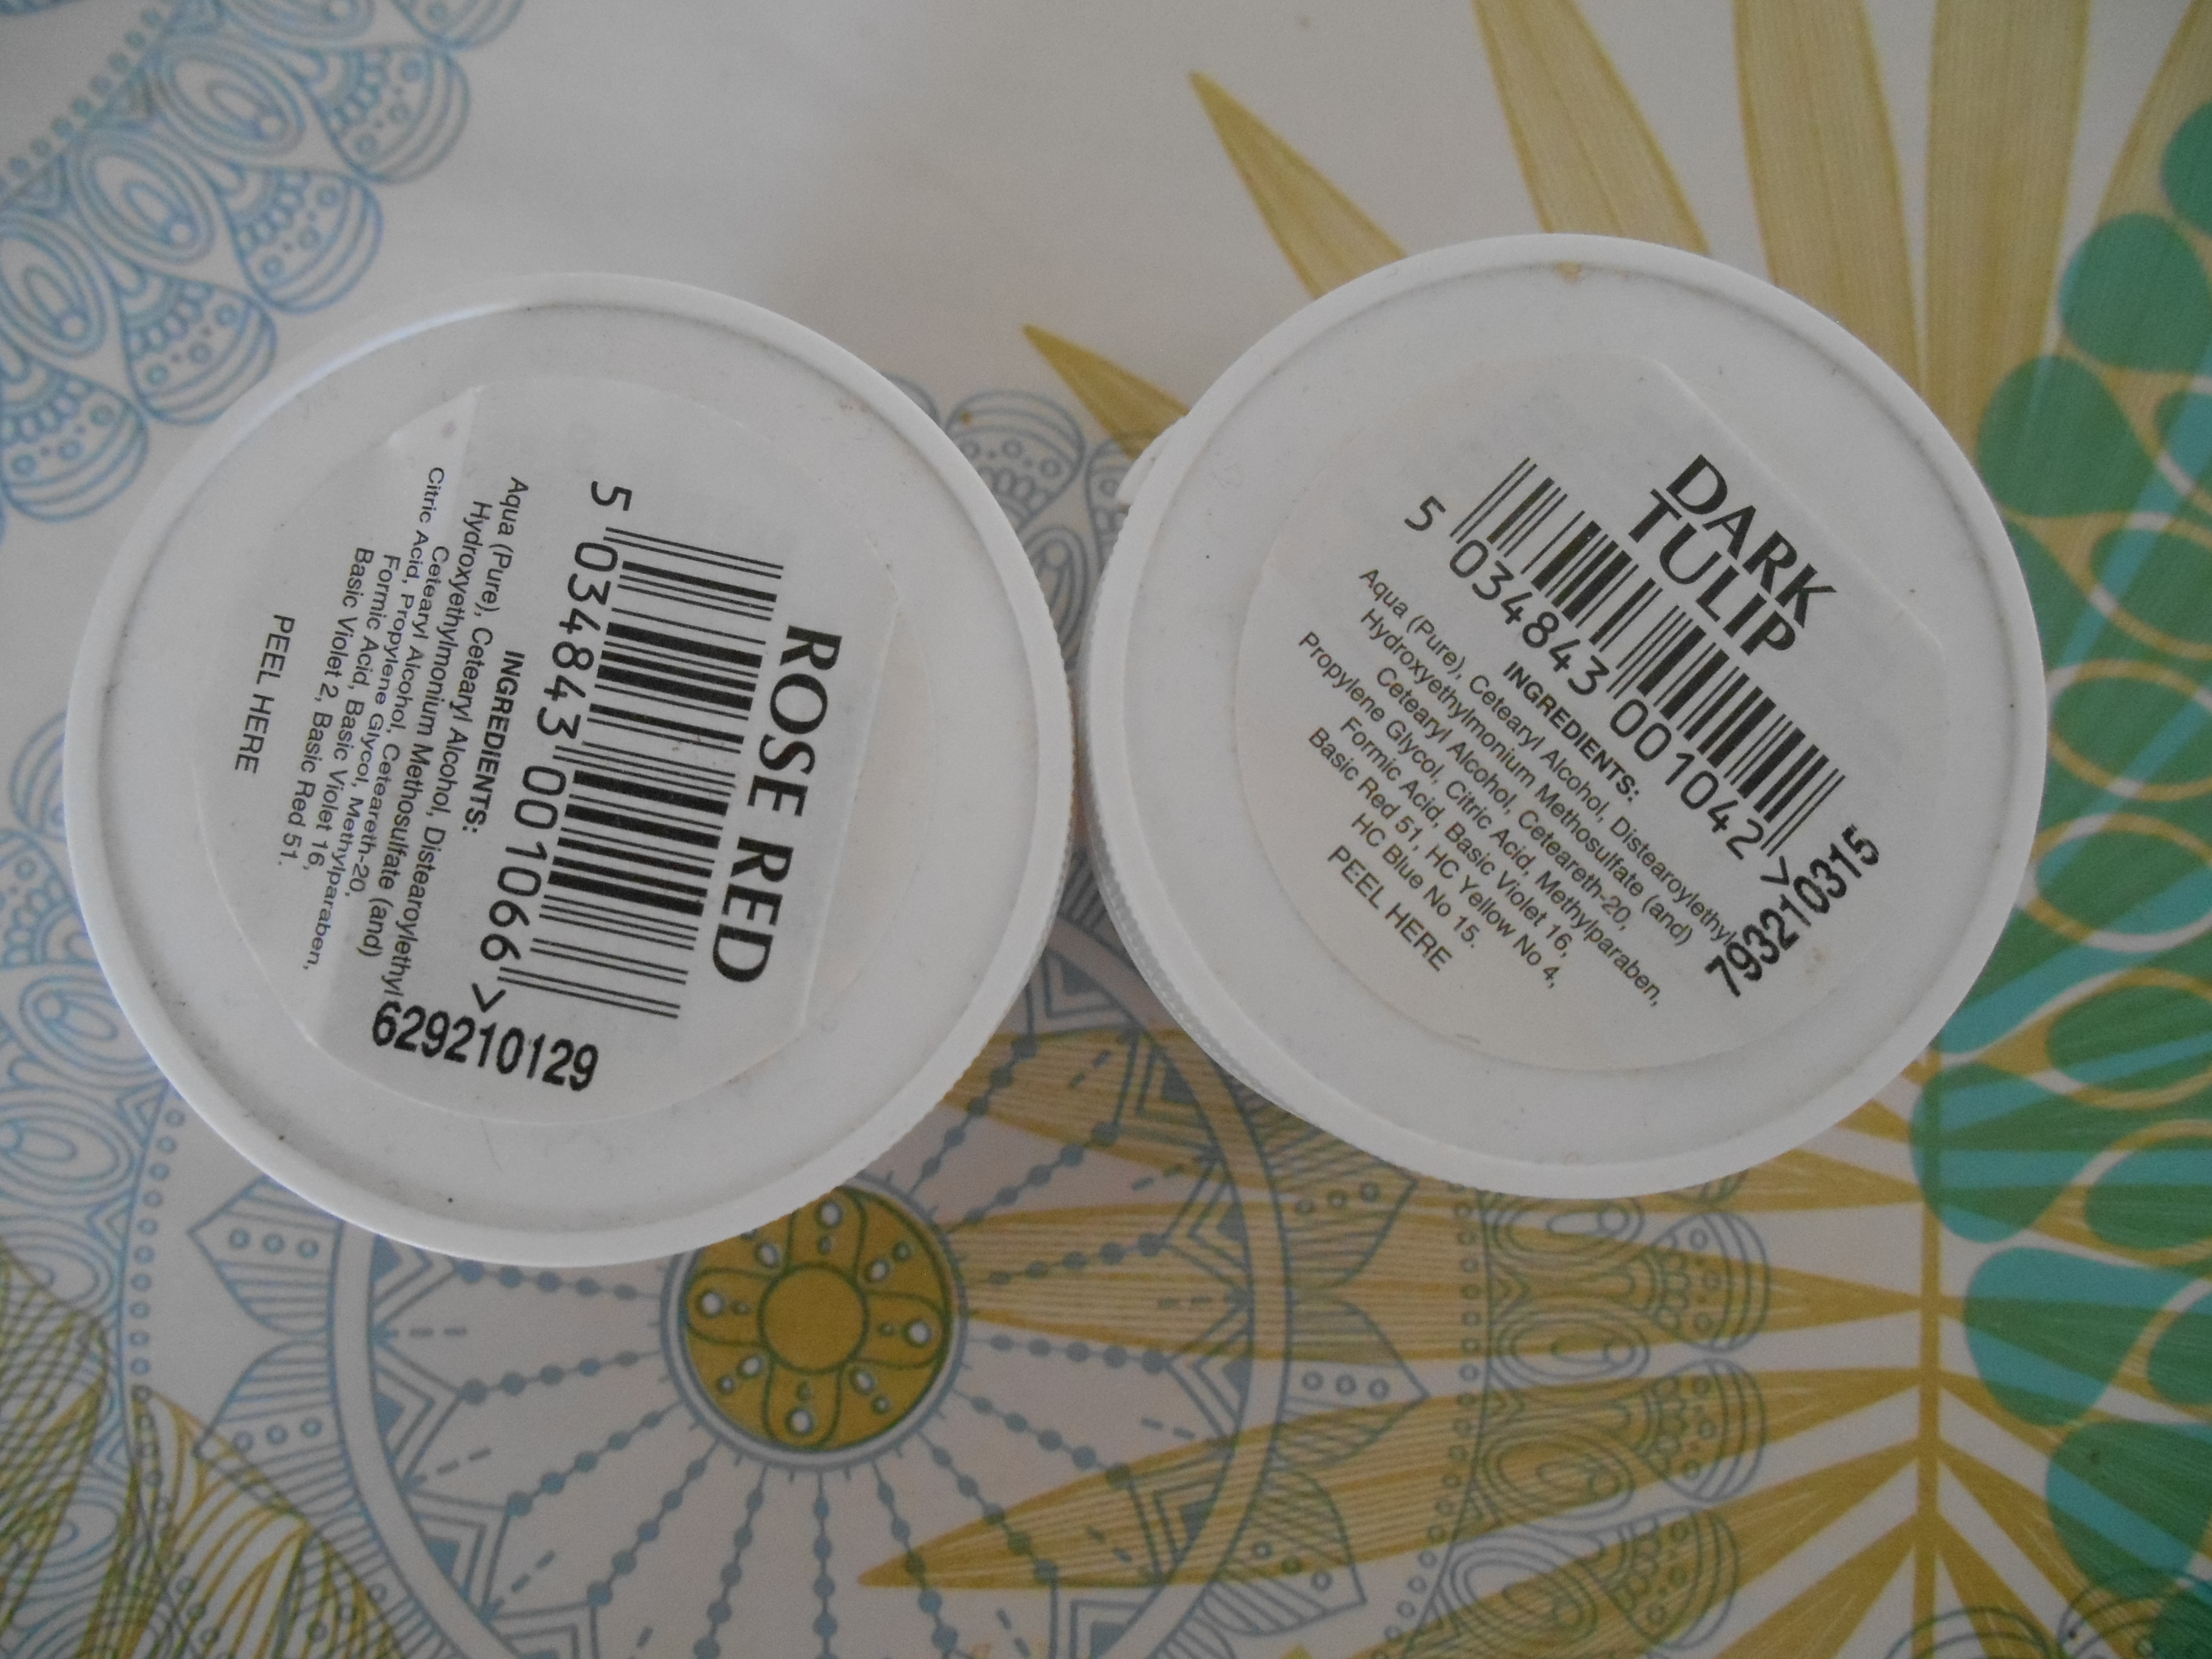 ROSE RED
5 034843 001066 >
INGREDIENTS:
Aqua (Pure), Cetearyl Alcohol, Distearoylethyl
Hydroxyethylmonium Methosulfate (and)
Cetearyl Alcohol, Ceteareth-20,
Citric Acid, Propylene Glycol, Methylparaben,
Formic Acid, Basic Violet 16,
Basic Violet 2, Basic Red 51.
PEEL HERE
629210129
DARK
TULIP
5 034843 001042 >
INGREDIENTS:
Aqua (Pure), Cetearyl Alcohol, Distearoylethyl
Hydroxyethylmonium Methosulfate (and)
Cetearyl Alcohol, Ceteareth-20,
Propylene Glycol, Citric Acid, Methylparaben,
Formic Acid, Basic Violet 16,
Basic Red 51, HC Yellow No 4,
HC Blue No 15.
PEEL HERE
793210315